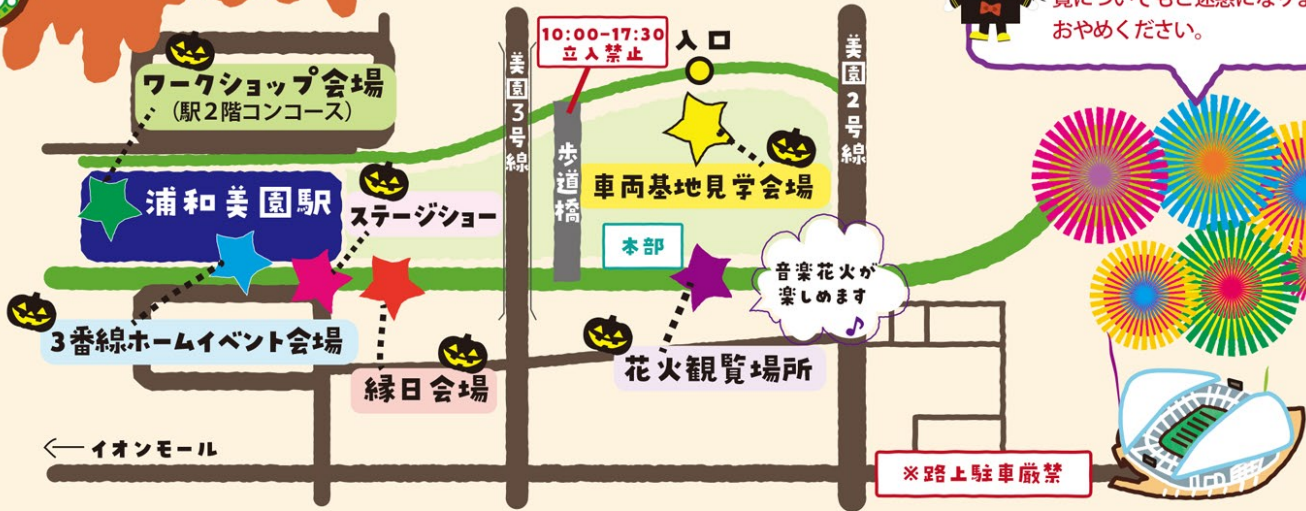 覧についてもご迷惑になりま
おやめください。
10:00-17:30
立入禁止
入口
美園3号線
美園2号線
ワークショップ会場
(駅2階コンコース)
歩道橋
車両基地見学会場
浦和美園駅
ステージショー
本部
音楽花火が
楽しめます
3番線ホームイベント会場
花火観覧場所
縁日会場
←イオンモール
※路上駐車厳禁